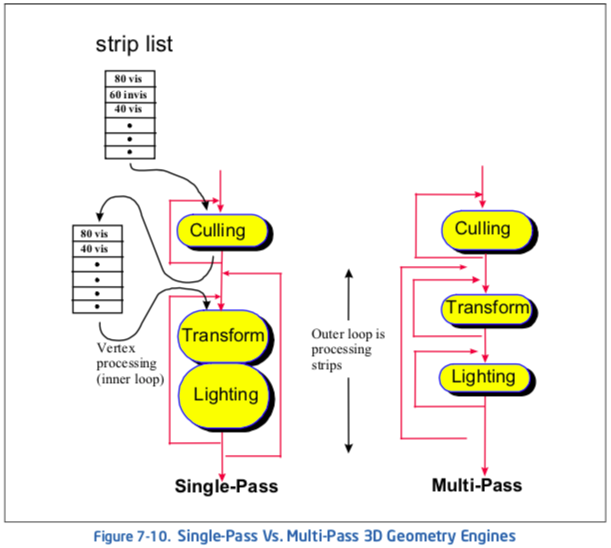 strip list
80 vis
60 invis
40 vis
80 vis
40 vis
Vertex
processing
(inner loop)
Culling
Transform
Lighting
Single-Pass
Outer loop is
processing
strips
Culling
Transform
Lighting
Multi-Pass
Figure 7-10. Single-Pass Vs. Multi-Pass 3D Geometry Engines